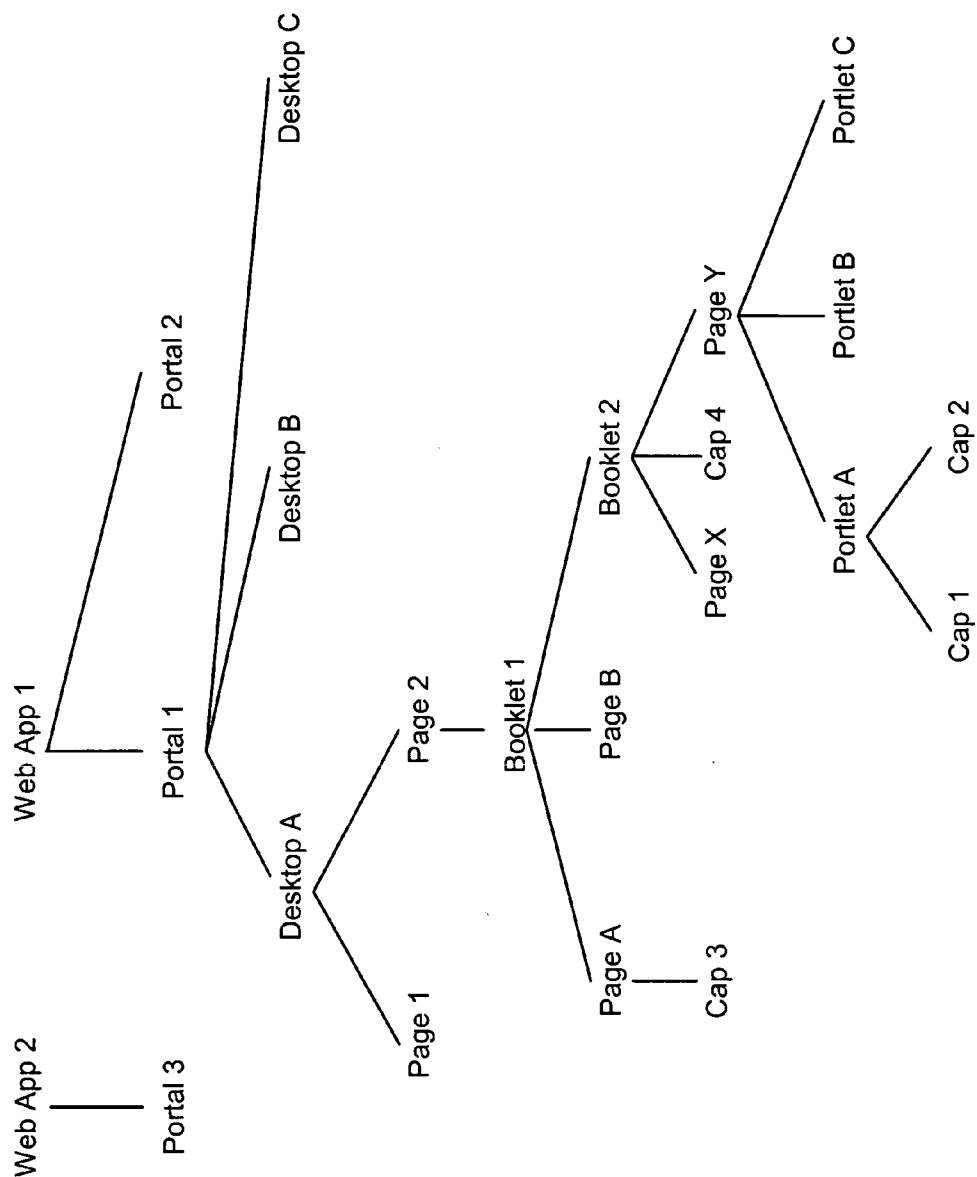 Web App 2
Web App 1
Portal 3
Portal 1
Portal 2
Desktop A
Desktop B
Desktop C
Page 1
Page 2
Booklet 1
Page A
Page B
Booklet 2
Cap 3
Page X
Cap 4
Page Y
Portlet A
Portlet B
Portlet C
Cap 1
Cap 2